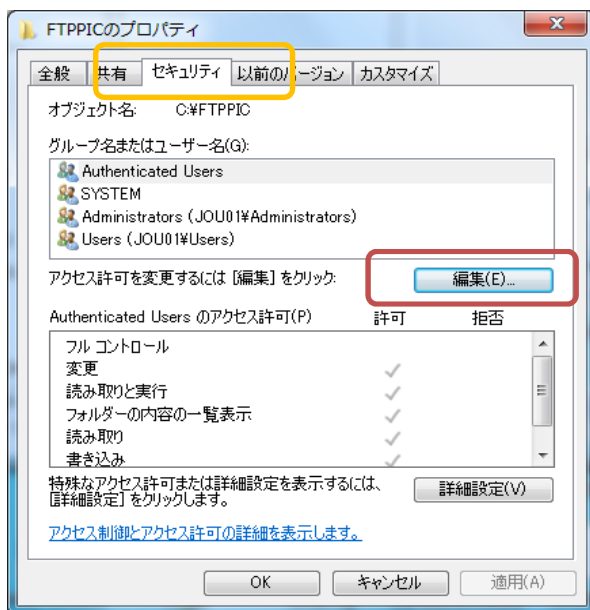 FTPPICのプロパティ
全般 共有 セキュリティ 以前のバージョン カスタマイズ
オブジェクト名: C:¥FTPPIC
グループ名またはユーザー名(G):
Authenticated Users
SYSTEM
Administrators (JOU01¥Administrators)
Users (JOU01¥Users)
アクセス許可を変更するには [編集] をクリック: 編集(E)...
Authenticated Users のアクセス許可(P) 許可 拒否
フル コントロール
変更
読み取りと実行
フォルダーの内容の一覧表示
読み取り
書き込み
特殊なアクセス許可または詳細設定を表示するには、
[詳細設定] をクリックします。 詳細設定(V)
アクセス制御とアクセス許可の詳細を表示します。
OK キャンセル 適用(A)